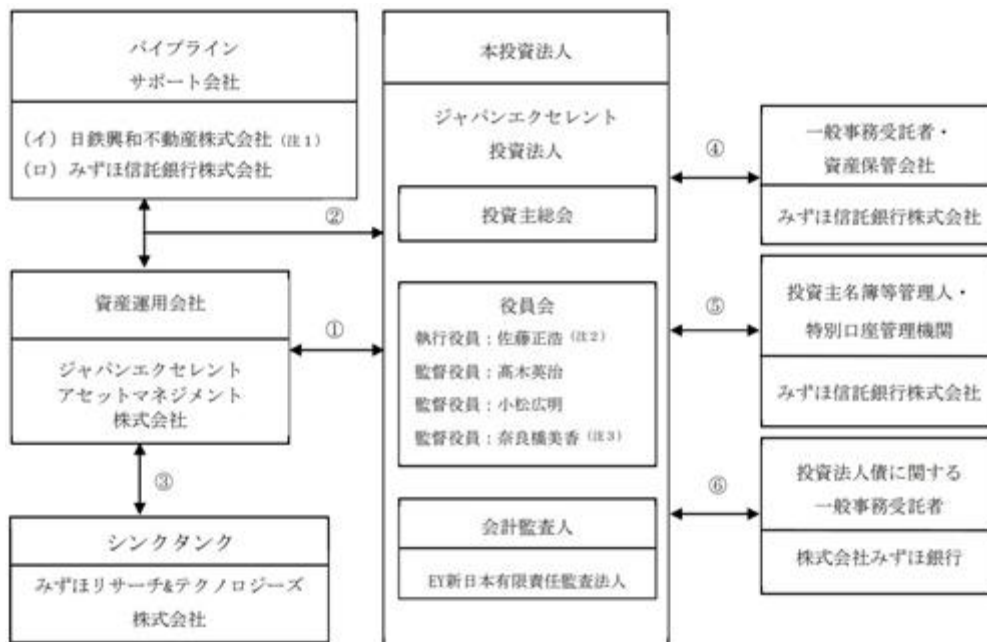 パイプライン
サポート会社
(イ) 日鉄興和不動産株式会社 (注1)
(ロ) みずほ信託銀行株式会社
②
資産運用会社
ジャパンエクセレント
アセットマネジメント
株式会社
①
③
シンクタンク
みずほリサーチ&テクノロジーズ
株式会社
本投資法人
ジャパンエクセレント
投資法人
投資主総会
役員会
執行役員:佐藤正浩 (注2)
監督役員:髙木英治
監督役員:小松広明
監督役員:奈良橋美香 (注3)
会計監査人
EY新日本有限責任監査法人
④
一般事務受託者・
資産保管会社
みずほ信託銀行株式会社
⑤
投資主名簿等管理人・
特別口座管理機関
みずほ信託銀行株式会社
⑥
投資法人債に関する
一般事務受託者
株式会社みずほ銀行